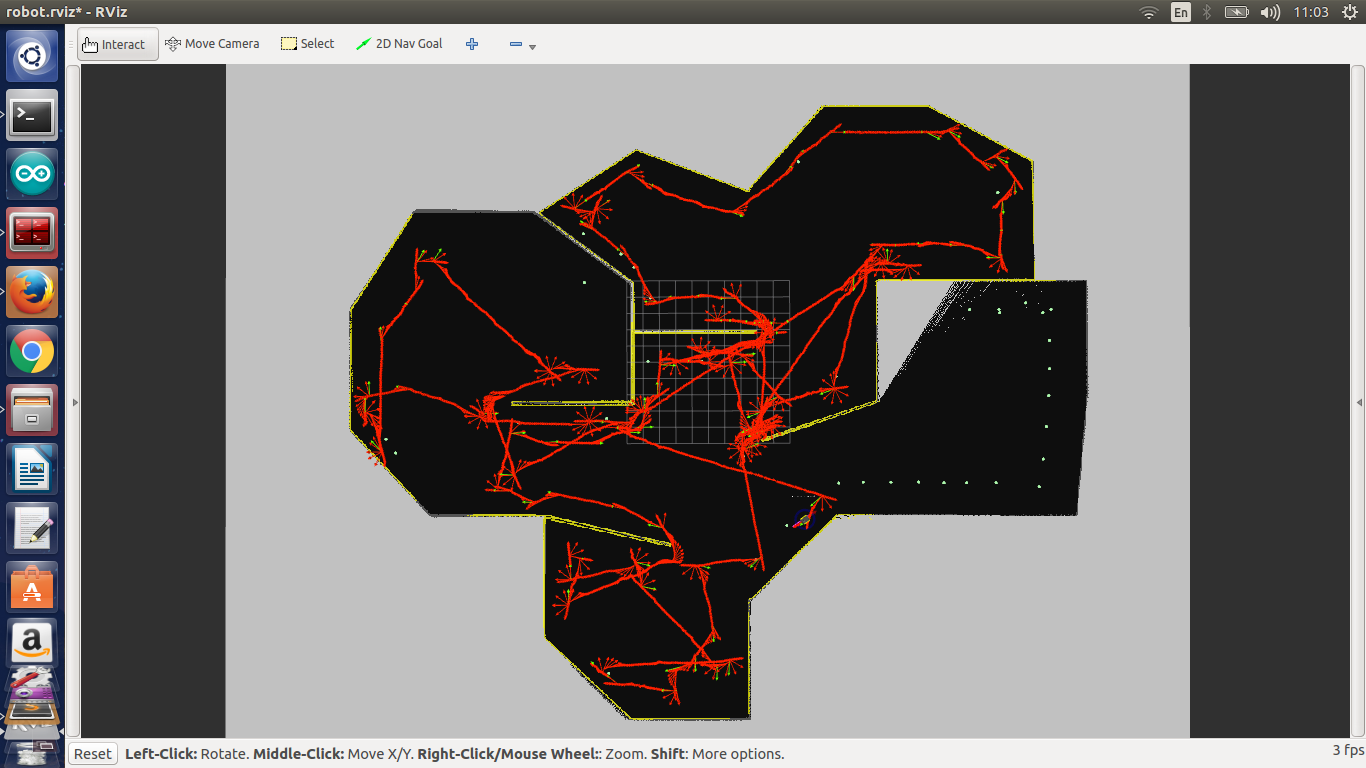 robot.rviz* - RViz
En
11:03
Interact
Move Camera
Select
2D Nav Goal
Reset
Left-Click: Rotate. Middle-Click: Move X/Y. Right-Click/Mouse Wheel:: Zoom. Shift: More options.
3 fps